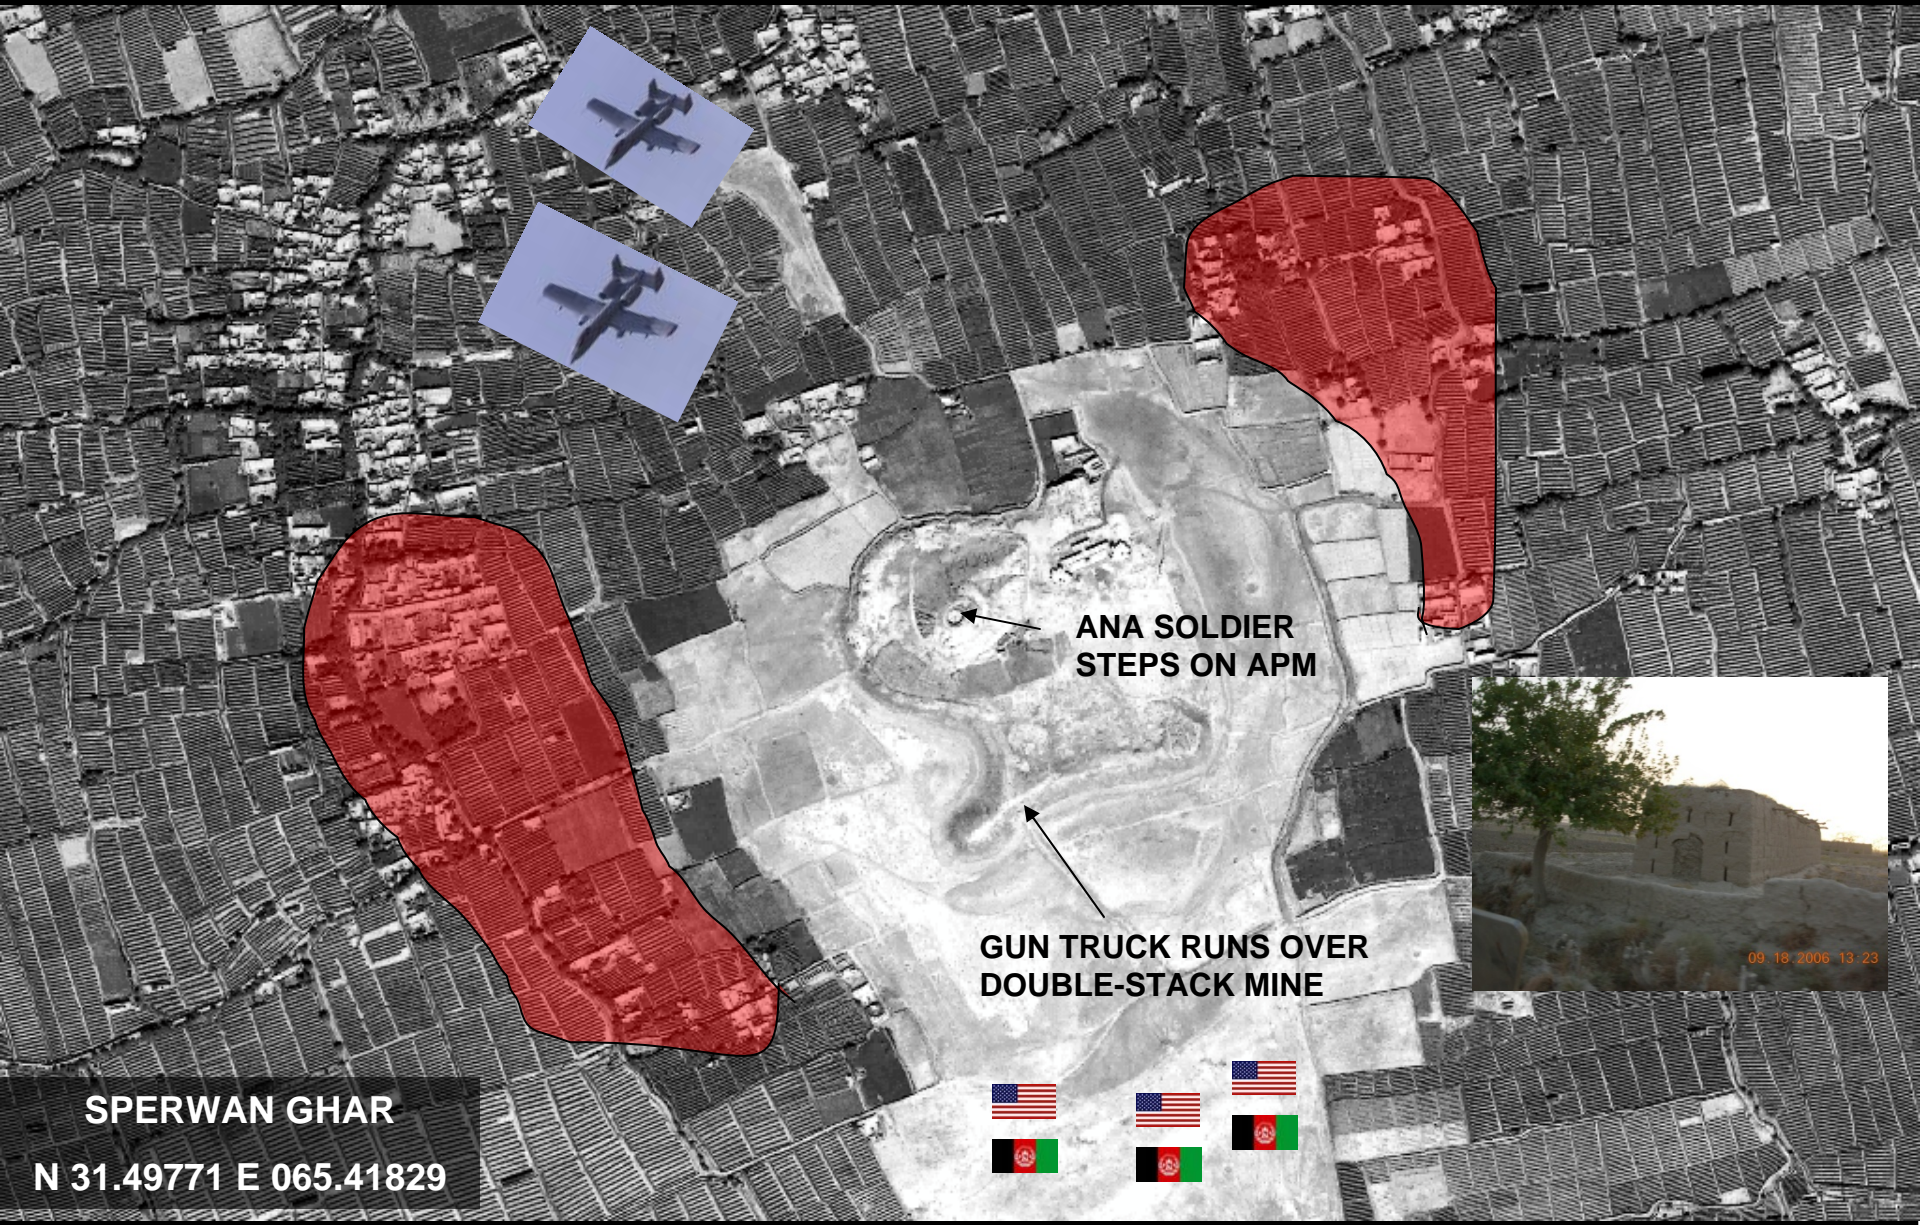 ANA SOLDIER
STEPS ON APM
GUN TRUCK RUNS OVER
DOUBLE-STACK MINE
09 18 2006 13 23
SPERWAN GHAR
N 31.49771 E 065.41829